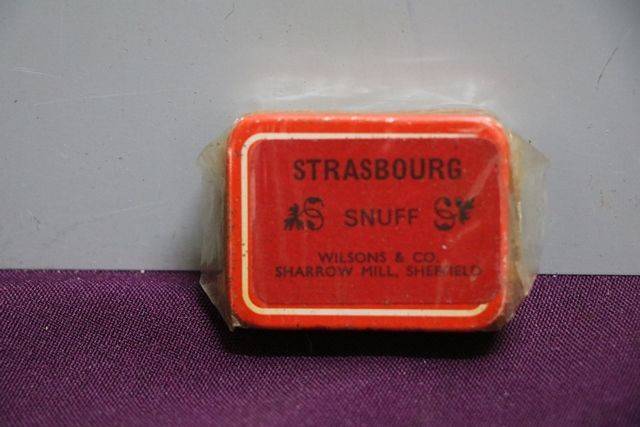 STRASBOURG
S SNUFF S
WILSONS & CO.
SHARROW MILL, SHEFFIELD